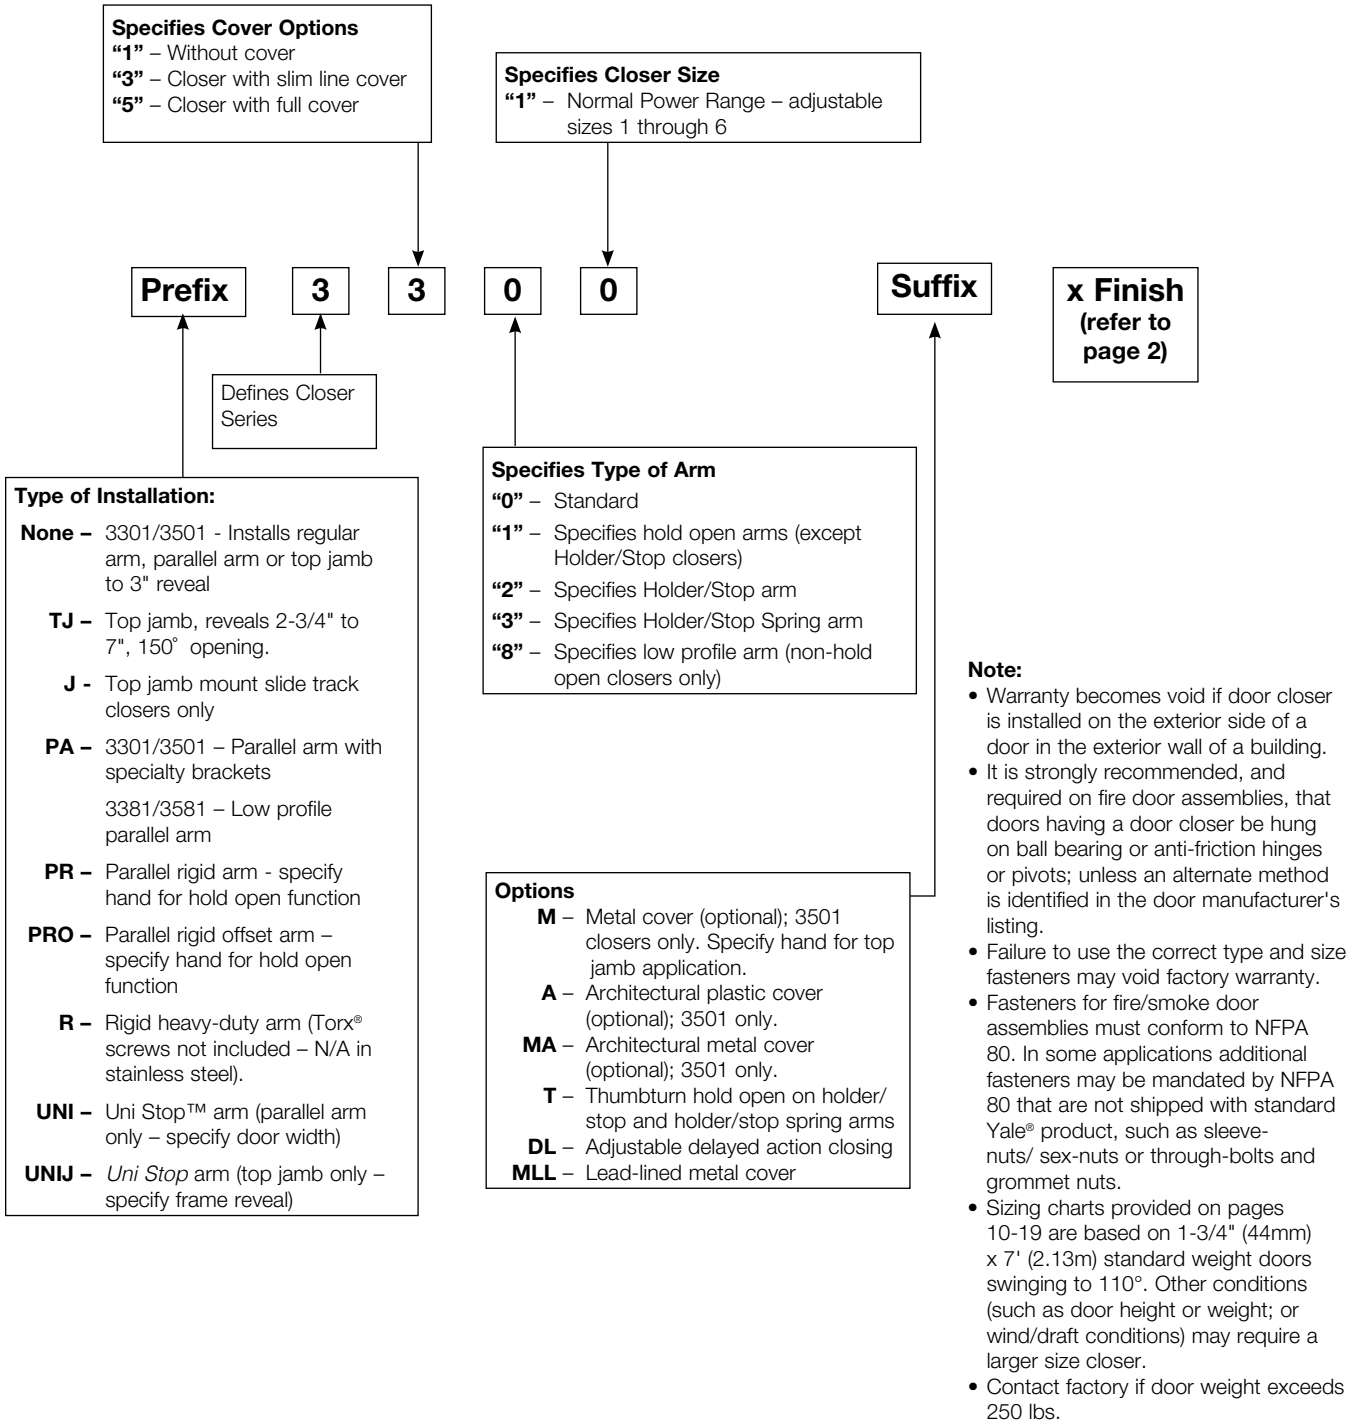 Specifies Cover Options
“1” – Without cover
“3” – Closer with slim line cover
“5” – Closer with full cover
Specifies Closer Size
“1” – Normal Power Range – adjustable
sizes 1 through 6
Prefix
3
3
0
0
Suffix
x Finish
(refer to
page 2)
Defines Closer
Series
Type of Installation:
None – 3301/3501 - Installs regular
arm, parallel arm or top jamb
to 3" reveal
TJ – Top jamb, reveals 2-3/4" to
7", 150˚ opening.
J - Top jamb mount slide track
closers only
PA – 3301/3501 – Parallel arm with
specialty brackets
3381/3581 – Low profile
parallel arm
PR – Parallel rigid arm - specify
hand for hold open function
PRO – Parallel rigid offset arm –
specify hand for hold open
function
R – Rigid heavy-duty arm (Torx®
screws not included – N/A in
stainless steel).
UNI – Uni Stop™ arm (parallel arm
only – specify door width)
UNIJ – Uni Stop arm (top jamb only –
specify frame reveal)
Specifies Type of Arm
“0” – Standard
“1” – Specifies hold open arms (except
Holder/Stop closers)
“2” – Specifies Holder/Stop arm
“3” – Specifies Holder/Stop Spring arm
“8” – Specifies low profile arm (non-hold
open closers only)
Options
M – Metal cover (optional); 3501
closers only. Specify hand for top
jamb application.
A – Architectural plastic cover
(optional); 3501 only.
MA – Architectural metal cover
(optional); 3501 only.
T – Thumbturn hold open on holder/
stop and holder/stop spring arms
DL – Adjustable delayed action closing
MLL – Lead-lined metal cover
Note:
• Warranty becomes void if door closer
is installed on the exterior side of a
door in the exterior wall of a building.
• It is strongly recommended, and
required on fire door assemblies, that
doors having a door closer be hung
on ball bearing or anti-friction hinges
or pivots; unless an alternate method
is identified in the door manufacturer's
listing.
• Failure to use the correct type and size
fasteners may void factory warranty.
• Fasteners for fire/smoke door
assemblies must conform to NFPA
80. In some applications additional
fasteners may be mandated by NFPA
80 that are not shipped with standard
Yale® product, such as sleeve-
nuts/ sex-nuts or through-bolts and
grommet nuts.
• Sizing charts provided on pages
10-19 are based on 1-3/4" (44mm)
x 7' (2.13m) standard weight doors
swinging to 110°. Other conditions
(such as door height or weight; or
wind/draft conditions) may require a
larger size closer.
• Contact factory if door weight exceeds
250 lbs.